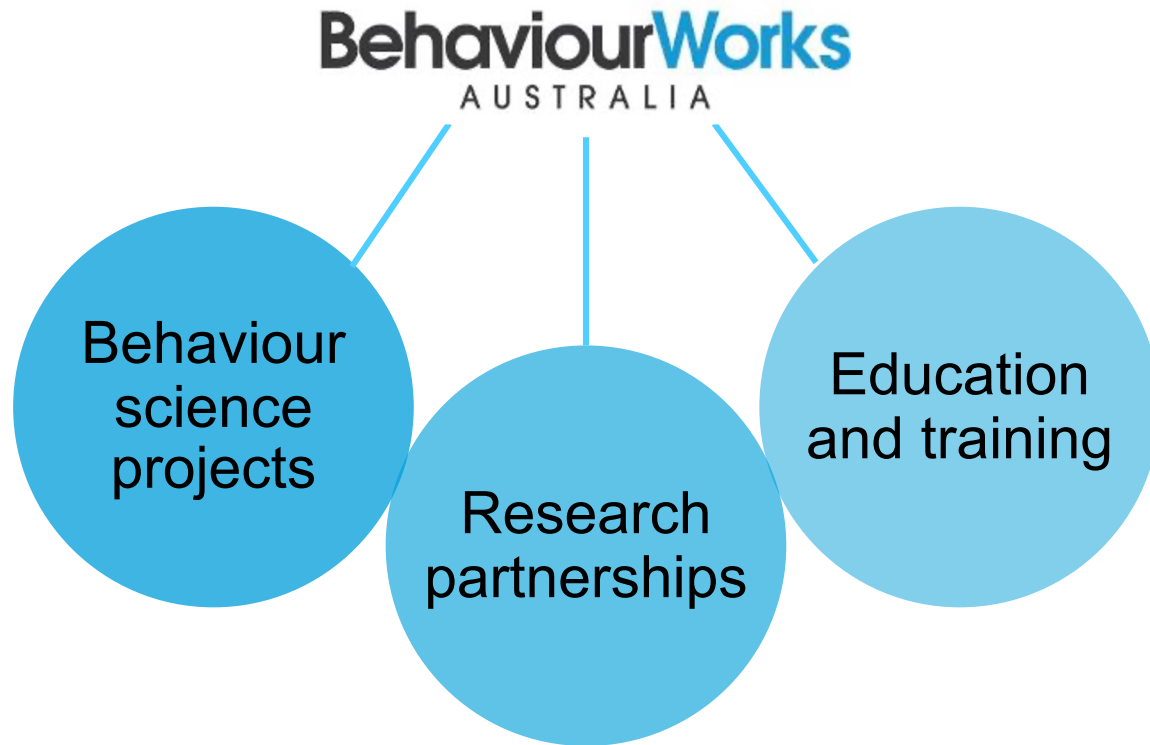 BehaviourWorks
AUSTRALIA
Behaviour
science
projects
Research
partnerships
Education
and training